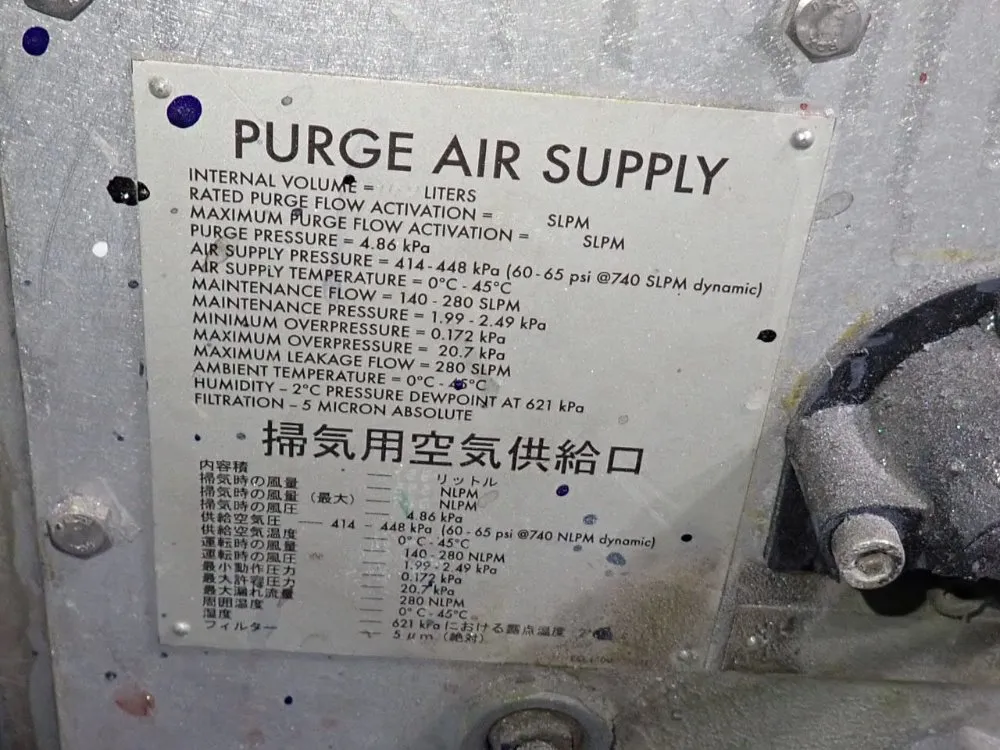 PURGE AIR SUPPLY
INTERNAL VOLUME = LITERS
RATED PURGE FLOW ACTIVATION = SLPM
MAXIMUM PURGE FLOW ACTIVATION = SLPM
PURGE PRESSURE = 4.86 kPa
AIR SUPPLY PRESSURE = 414-448 kPa (60-65 psi @740 SLPM dynamic)
AIR SUPPLY TEMPERATURE = 0°C - 45°C
MAINTENANCE FLOW = 140 - 280 SLPM
MAINTENANCE PRESSURE = 1.99 - 2.49 kPa
MINIMUM OVERPRESSURE = 0.172 kPa
MAXIMUM OVERPRESSURE = 20.7 kPa
MAXIMUM LEAKAGE FLOW = 280 SLPM
AMBIENT TEMPERATURE = 0°C - 45°C
HUMIDITY – 2°C PRESSURE DEWPOINT AT 621 kPa
FILTRATION – 5 MICRON ABSOLUTE
掃気用空気供給口
内容積 — リットル
掃気時の風量 — NLPM
掃気時の風量 (最大) — NLPM
掃気時の風圧 — 4.86 kPa
供給空気圧 — 414 - 448 kPa (60 - 65 psi @740 NLPM dynamic)
供給空気温度 — 0°C - 45°C
運転時の風量 — 140 - 280 NLPM
運転時の風圧 — 1.99 - 2.49 kPa
最小動作圧力 — 0.172 kPa
最大許容圧力 — 20.7 kPa
最大漏れ流量 — 280 NLPM
周囲温度 — 0° C - 45°C
湿度 — 621 kPa における露点温度
フィルター — 5 μm (絶対)